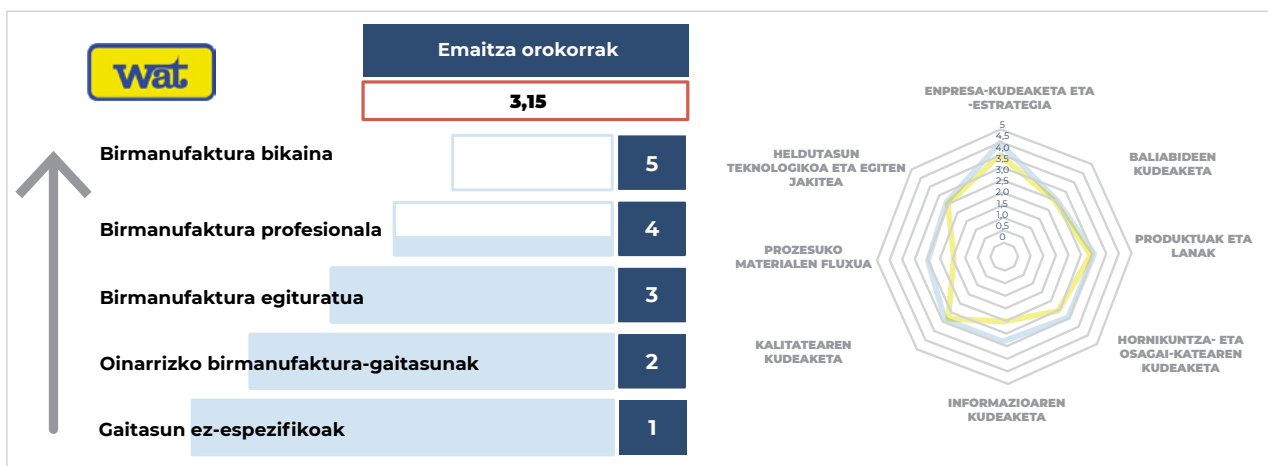 wat
Emaitza orokorrak
3,15
Birmanufaktura bikaina
5
Birmanufaktura profesionala
4
Birmanufaktura egituratua
3
Oinarrizko birmanufaktura-gaitasunak
2
Gaitasun ez-espezifikoak
1
ENPRESA-KUDEAKETA ETA
-ESTRATEGIA
5
4,5
4,0
3,5
3,0
2,5
2,0
1,5
1,0
0,5
0
BALIABIDEEN
KUDEAKETA
PRODUKTUAK ETA
LANAK
HORNIKUNTZA- ETA
OSAGAI-KATEAREN
KUDEAKETA
INFORMAZIOAREN
KUDEAKETA
KALITATEAREN
KUDEAKETA
PROZESUKO
MATERIALEN FLUXUA
HELDUTASUN
TEKNOLOGIKOA ETA EGITEN
JAKITEA